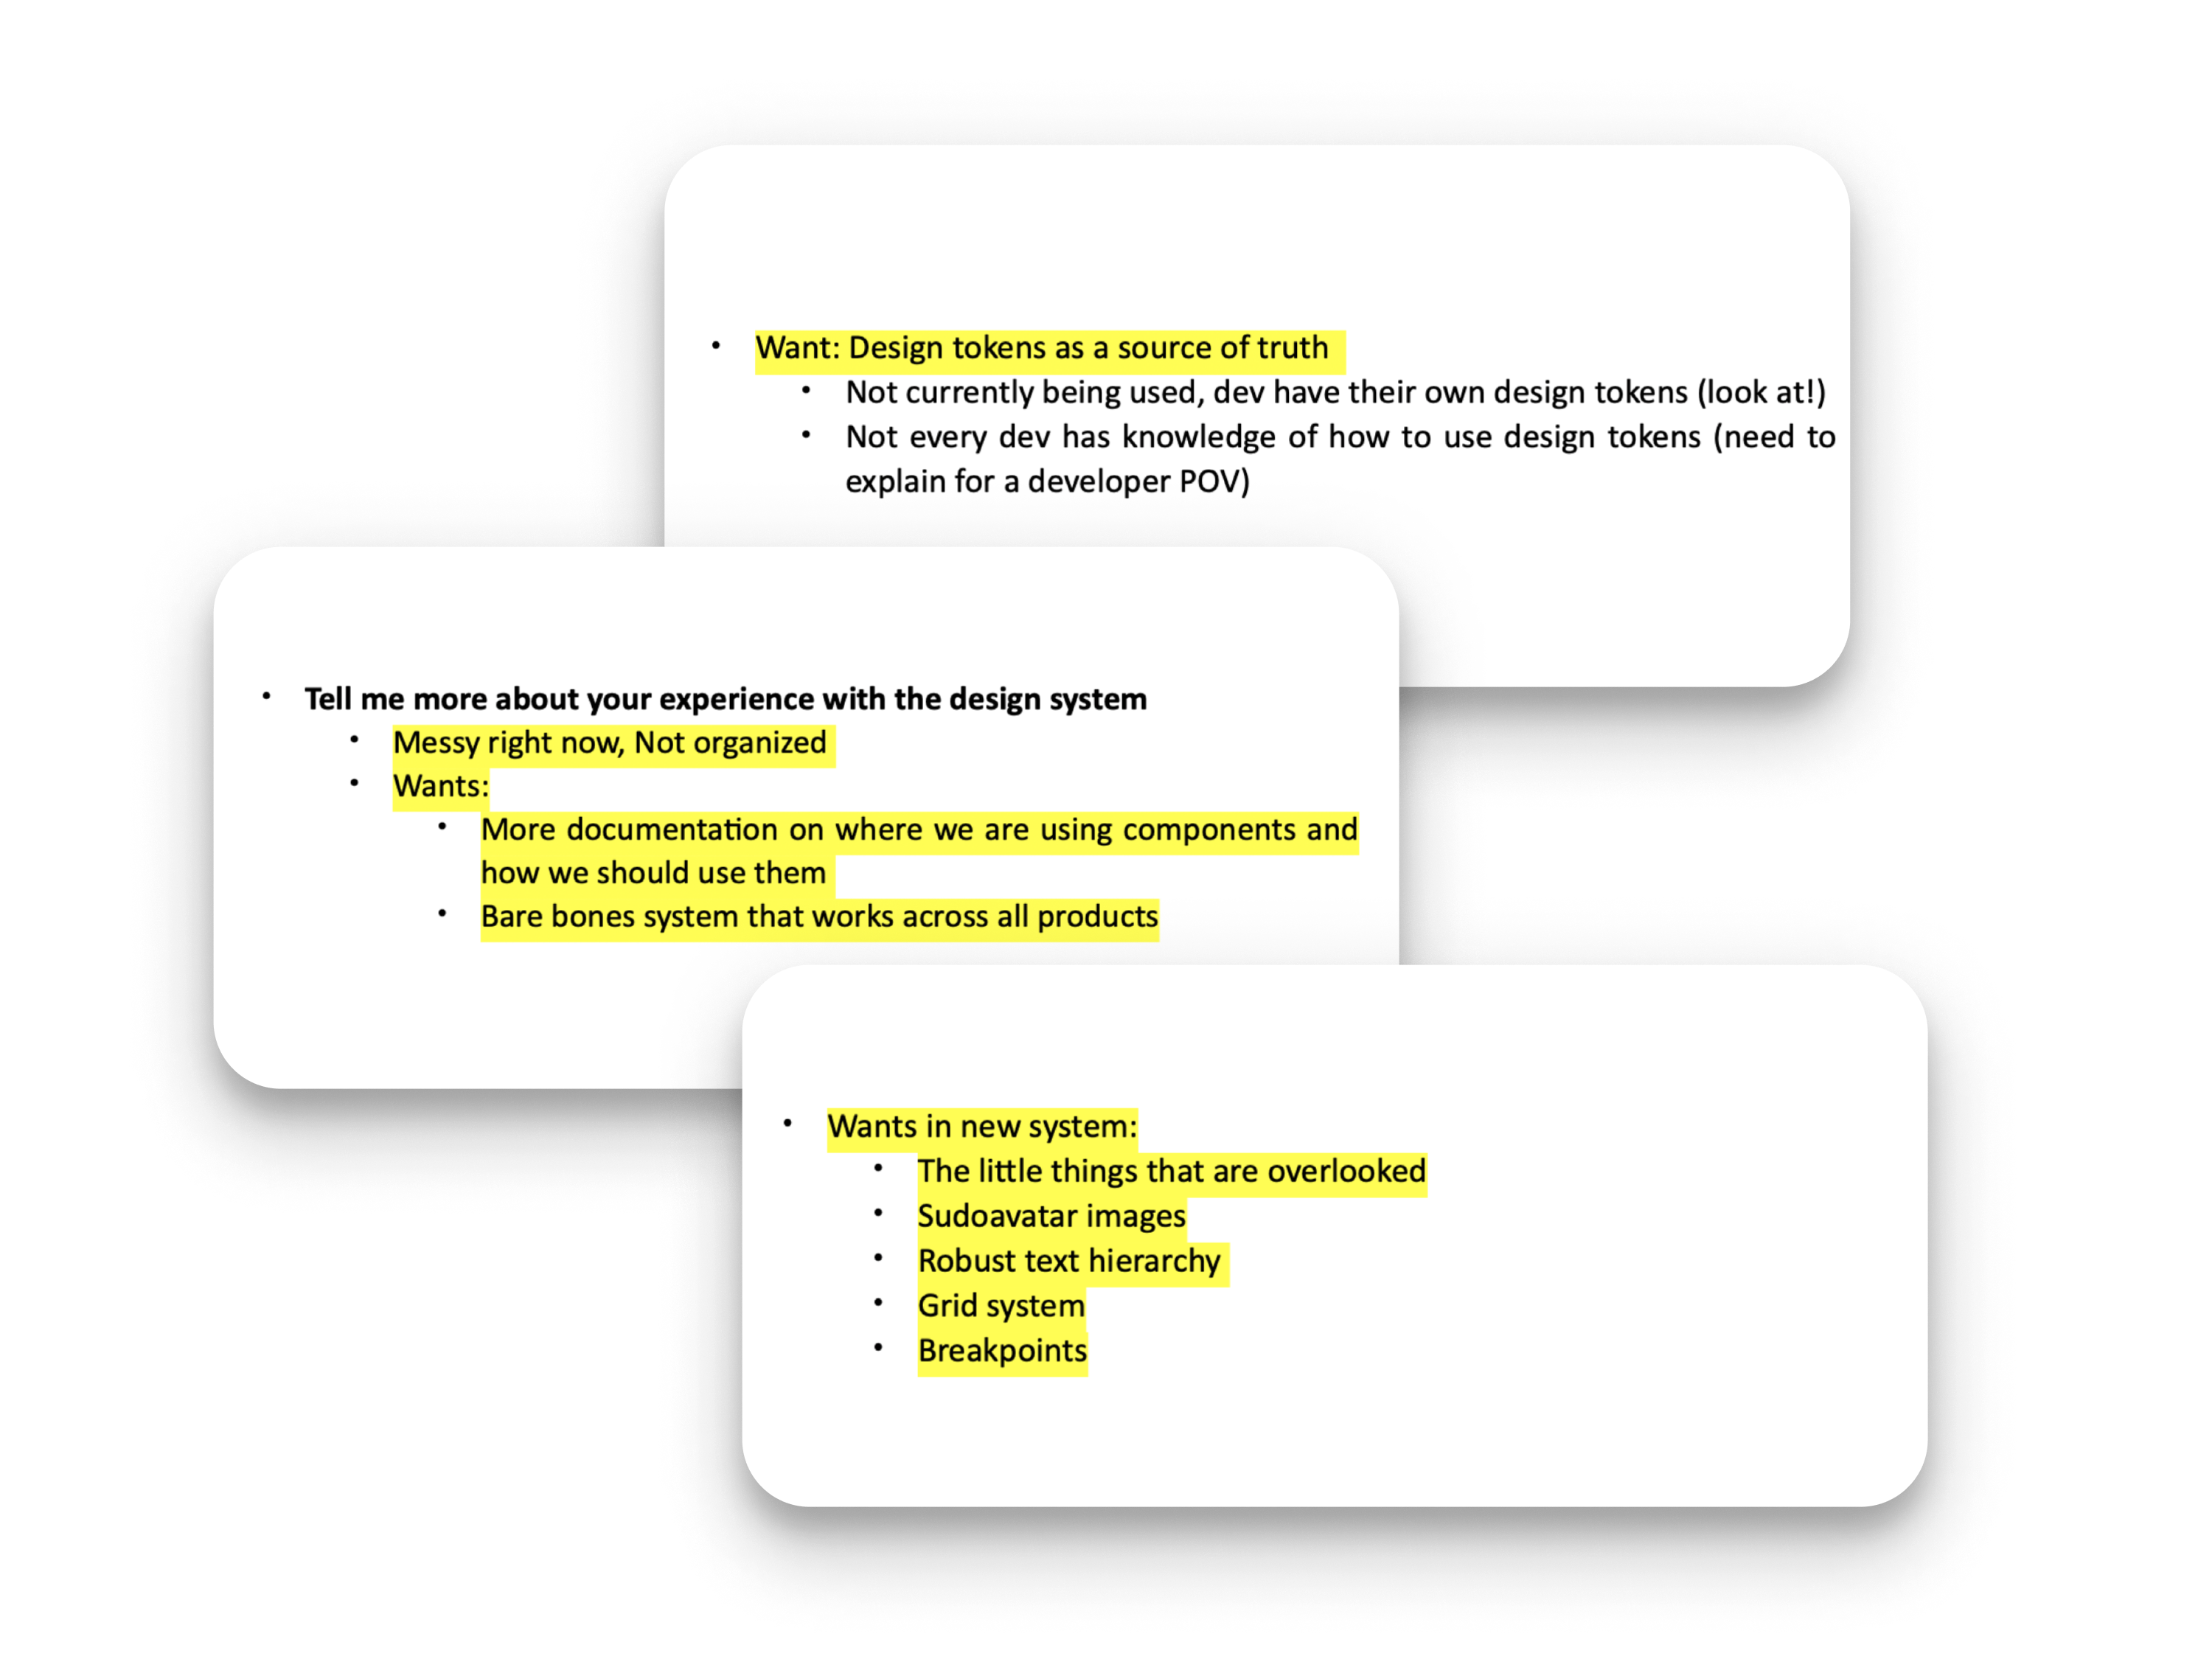 • Want: Design tokens as a source of truth
• Not currently being used, dev have their own design tokens (look at!)
• Not every dev has knowledge of how to use design tokens (need to
explain for a developer POV)
• Tell me more about your experience with the design system
• Messy right now, Not organized
• Wants:
• More documentation on where we are using components and
how we should use them
• Bare bones system that works across all products
• Wants in new system:
• The little things that are overlooked
• Sudoavatar images
• Robust text hierarchy
• Grid system
• Breakpoints